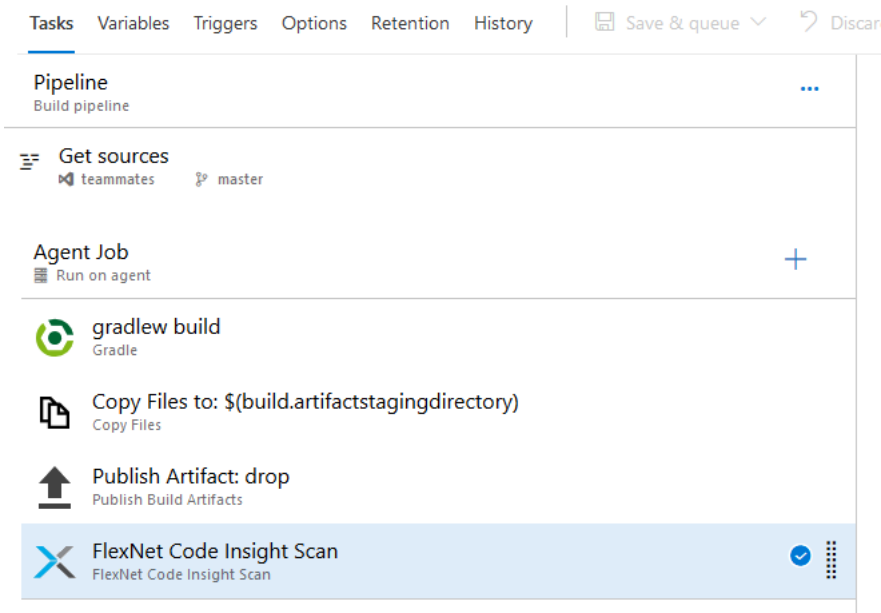 Tasks Variables Triggers Options Retention History Save & queue Discar
Pipeline
Build pipeline
Get sources
teammates master
Agent Job
Run on agent
gradlew build
Gradle
Copy Files to: $(build.artifactstagingdirectory)
Copy Files
Publish Artifact: drop
Publish Build Artifacts
FlexNet Code Insight Scan
FlexNet Code Insight Scan